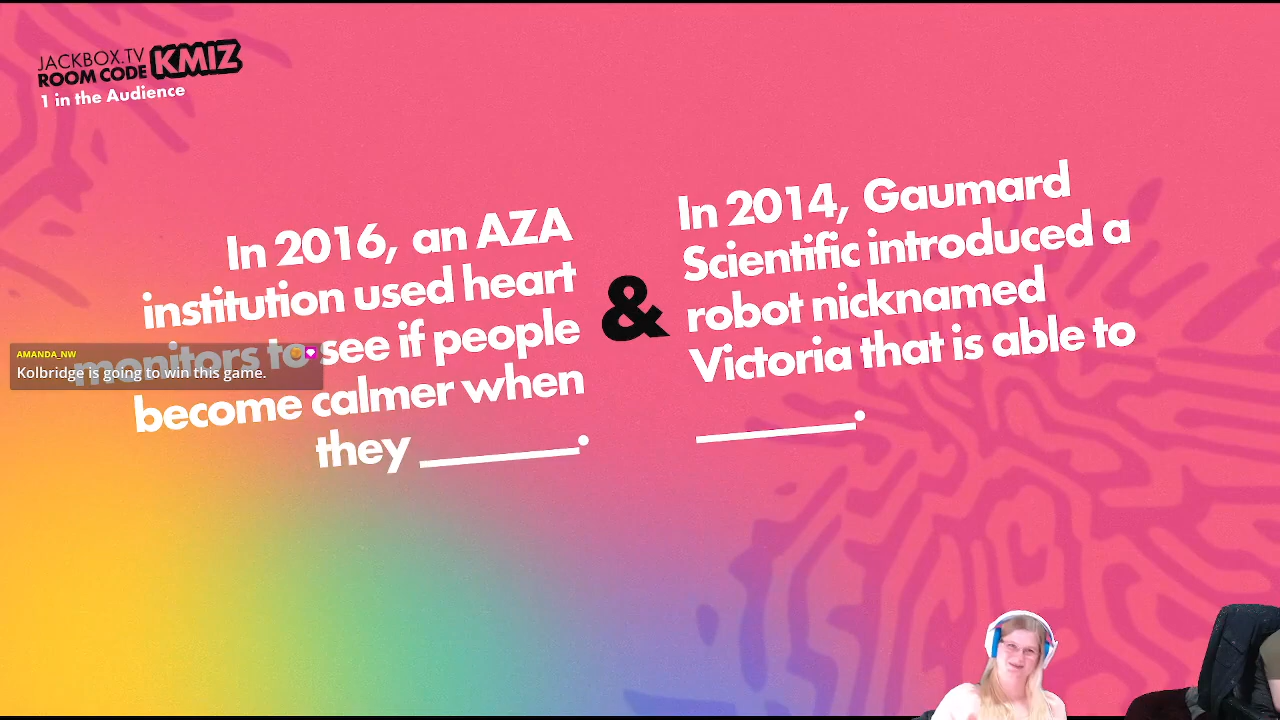 JACKBOX.TV
ROOM CODE KMIZ
1 in the Audience
In 2016, an AZA
institution used heart
monitors to see if people
become calmer when
they ________.
&
In 2014, Gaumard
Scientific introduced a
robot nicknamed
Victoria that is able to
________.
AMANDA_NW
Kolbridge is going to win this game.